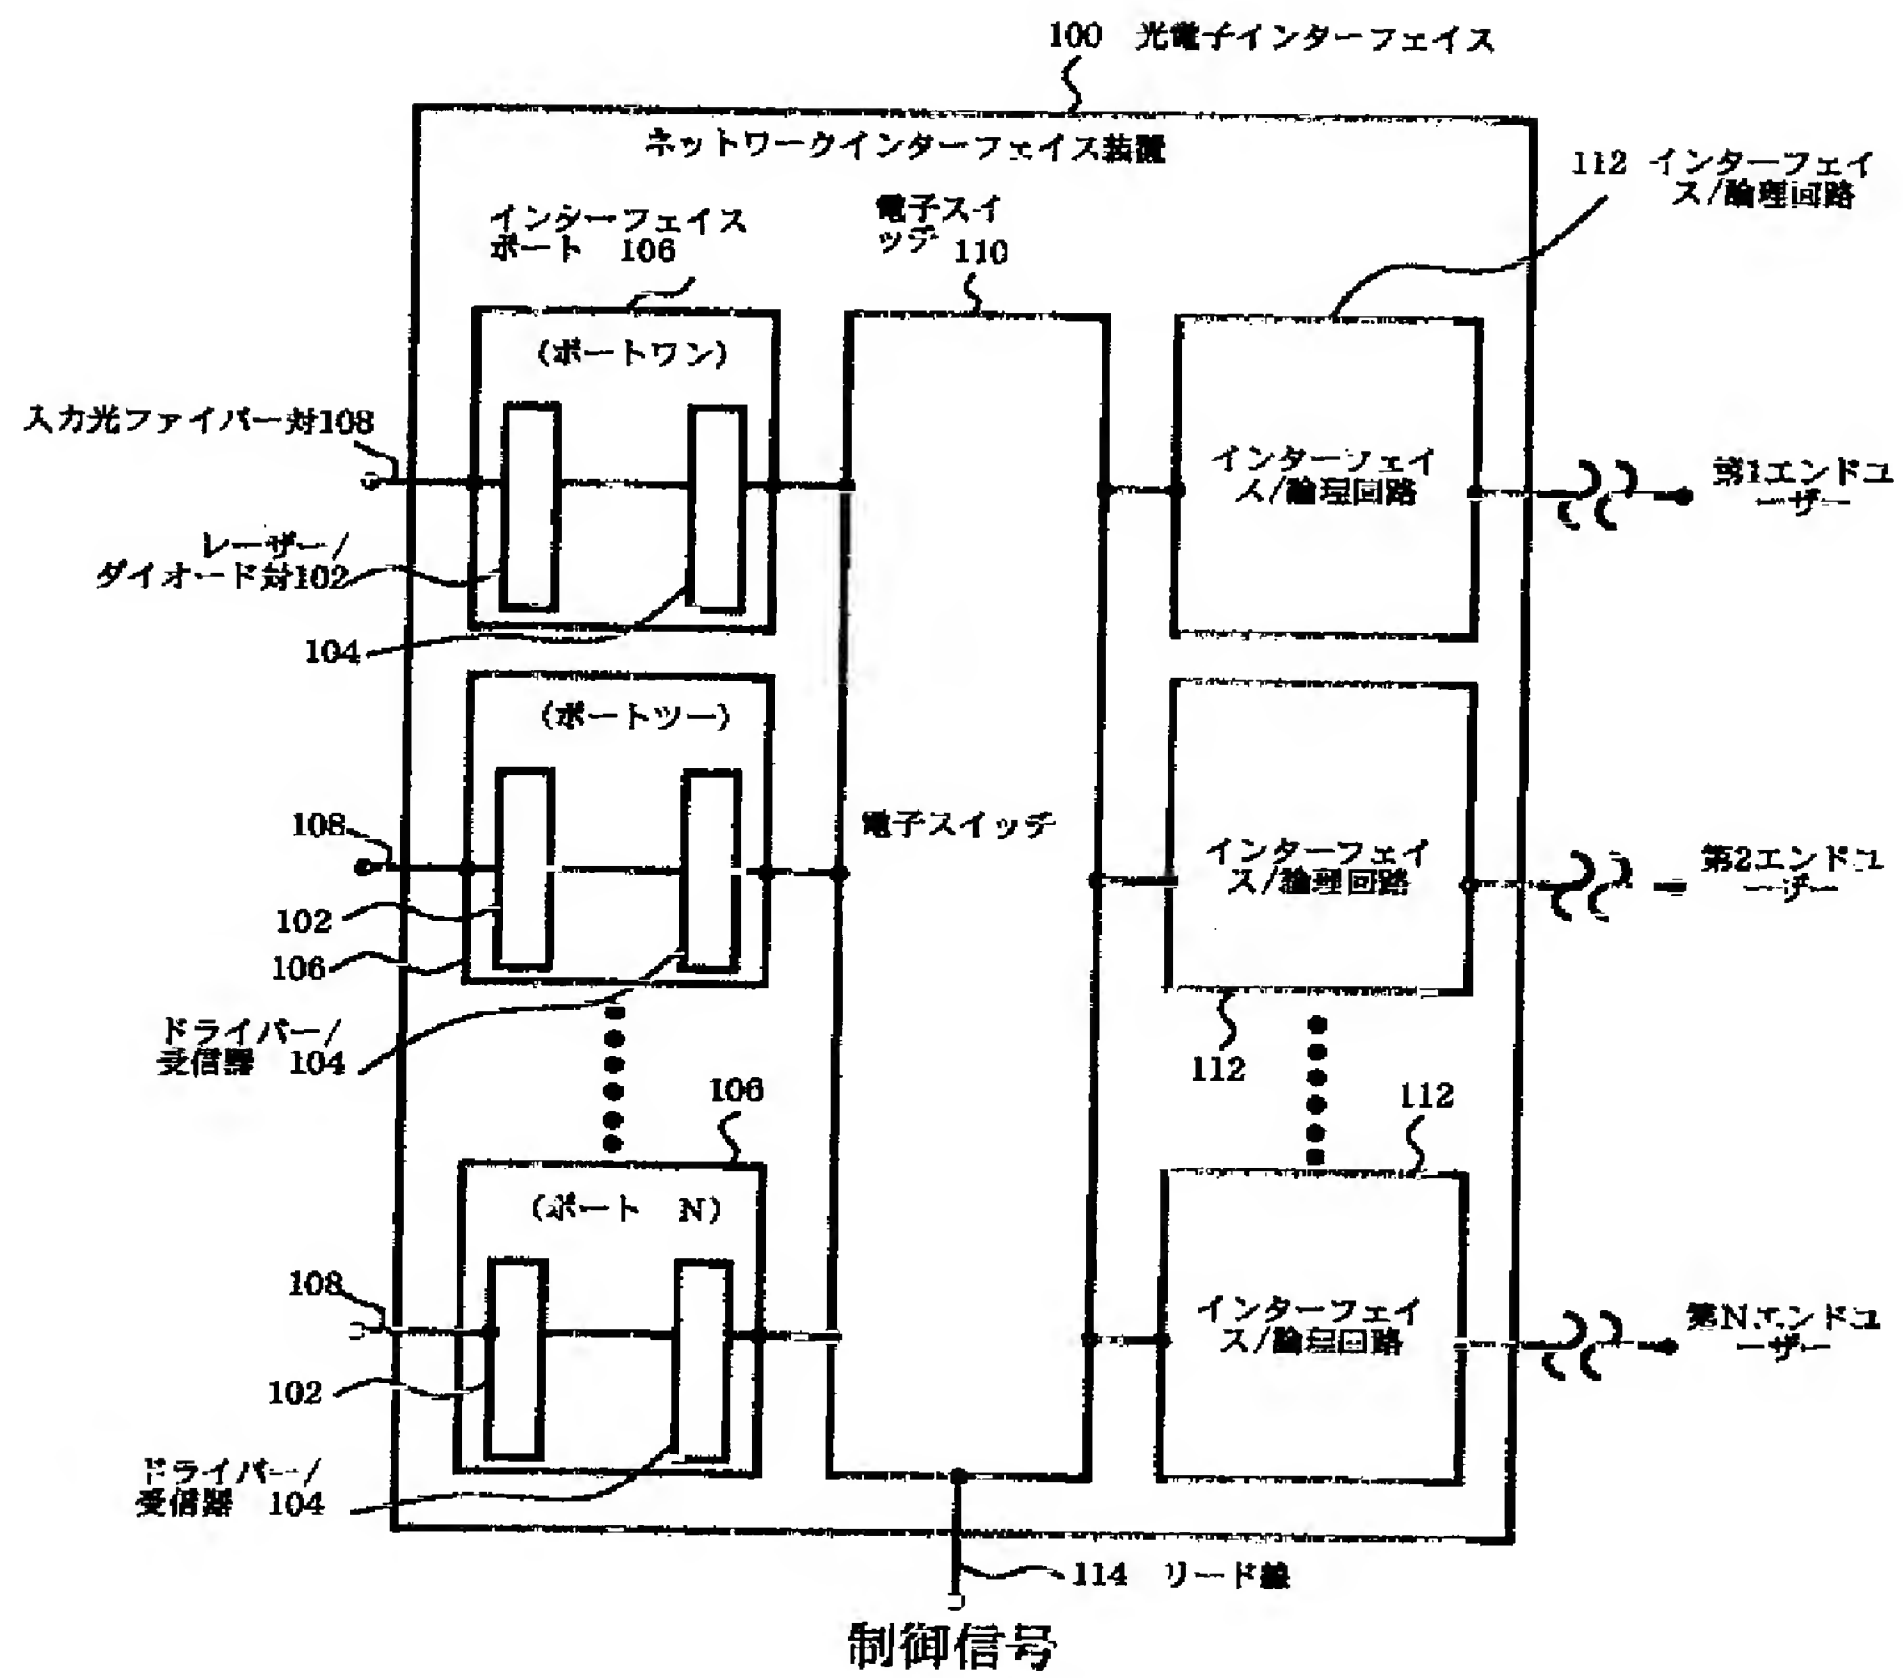 100 光電子インターフェイス
ネットワークインターフェイス装置
112 インターフェイ
ス/論理回路
インターフェイス
ポート 106
電子スイ
ッチ 110
(ポートワン)
入力光ファイバー対108
インターフェイ
ス/論理回路
第1エンドユ
ーザー
レーザー/
ダイオード対102
104
(ポートツー)
108
電子スイッチ
インターフェイ
ス/論理回路
第2エンドユ
ーザー
102
106
ドライバー/
受信器 104
112
106
112
(ポート N)
108
インターフェイ
ス/論理回路
第Nエンドユ
ーザー
102
ドライバー/
受信器 104
114 リード線
制御信号